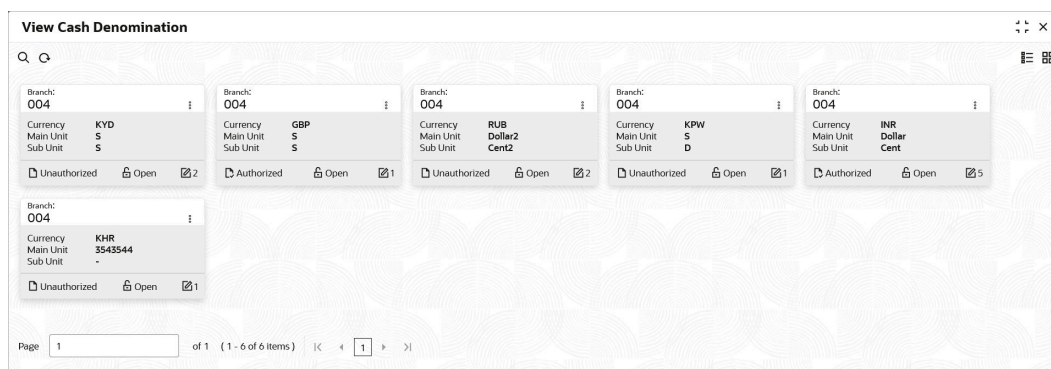 View Cash Denomination
Branch:
004
Currency KYD
Main Unit S
Sub Unit S
Unauthorized Open 2
Branch:
004
Currency GBP
Main Unit S
Sub Unit S
Authorized Open 1
Branch:
004
Currency RUB
Main Unit Dollar2
Sub Unit Cent2
Unauthorized Open 2
Branch:
004
Currency KPW
Main Unit S
Sub Unit D
Unauthorized Open 1
Branch:
004
Currency INR
Main Unit Dollar
Sub Unit Cent
Authorized Open 5
Branch:
004
Currency KHR
Main Unit 3543544
Sub Unit -
Unauthorized Open 1
Page 1 of 1 ( 1 - 6 of 6 items ) 1